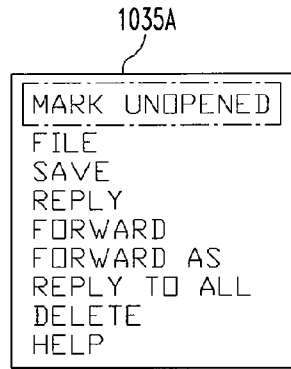 1035A
MARK UNOPENED
FILE
SAVE
REPLY
FORWARD
FORWARD AS
REPLY TO ALL
DELETE
HELP